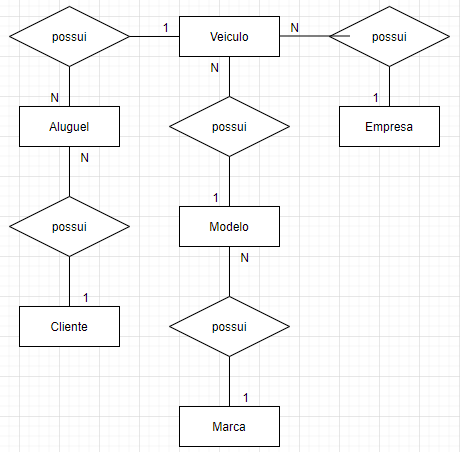 possui
1
Veiculo
N
possui
N
N
1
Aluguel
possui
Empresa
N
1
possui
Modelo
N
1
Cliente
possui
1
Marca